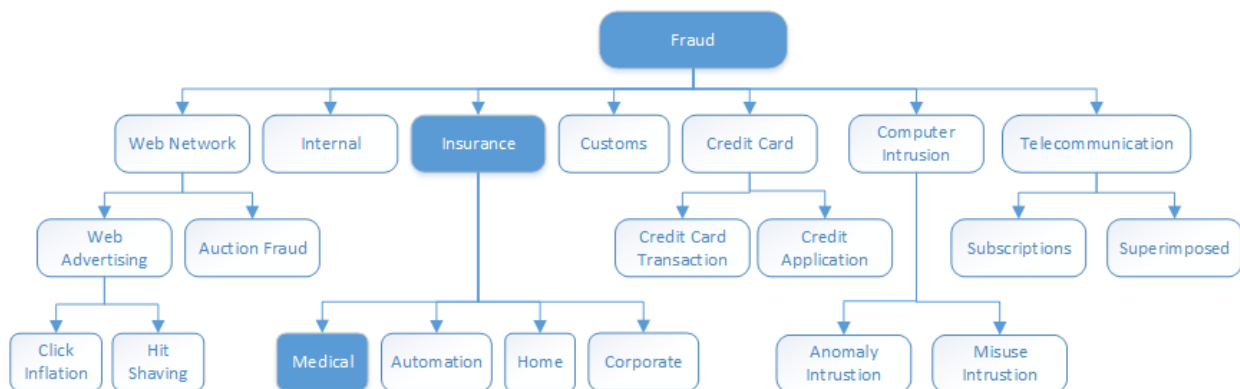 Fraud
Web Network
Internal
Insurance
Customs
Credit Card
Computer
Intrusion
Telecommunication
Web
Advertising
Auction Fraud
Credit Card
Transaction
Credit
Application
Subscriptions
Superimposed
Click
Inflation
Hit
Shaving
Medical
Automation
Home
Corporate
Anomaly
Intrustion
Misuse
Intrustion